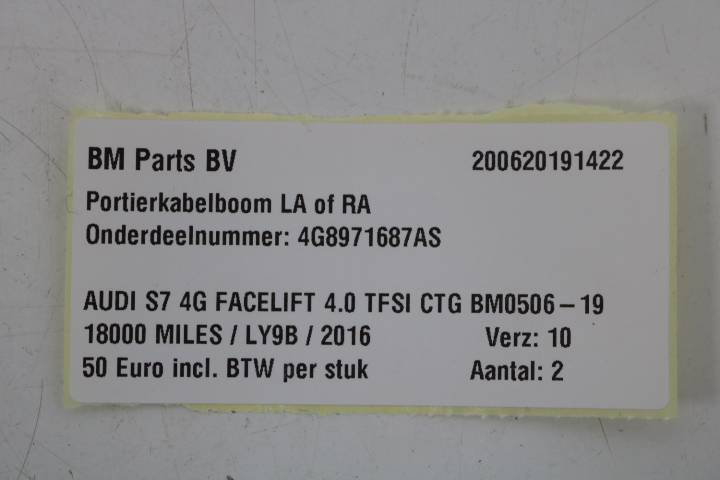 BM Parts BV 200620191422
Portierkabelboom LA of RA
Onderdeelnummer: 4G8971687AS
AUDI S7 4G FACELIFT 4.0 TFSI CTG BM0506-19
18000 MILES / LY9B / 2016 Verz: 10
50 Euro incl. BTW per stuk Aantal: 2